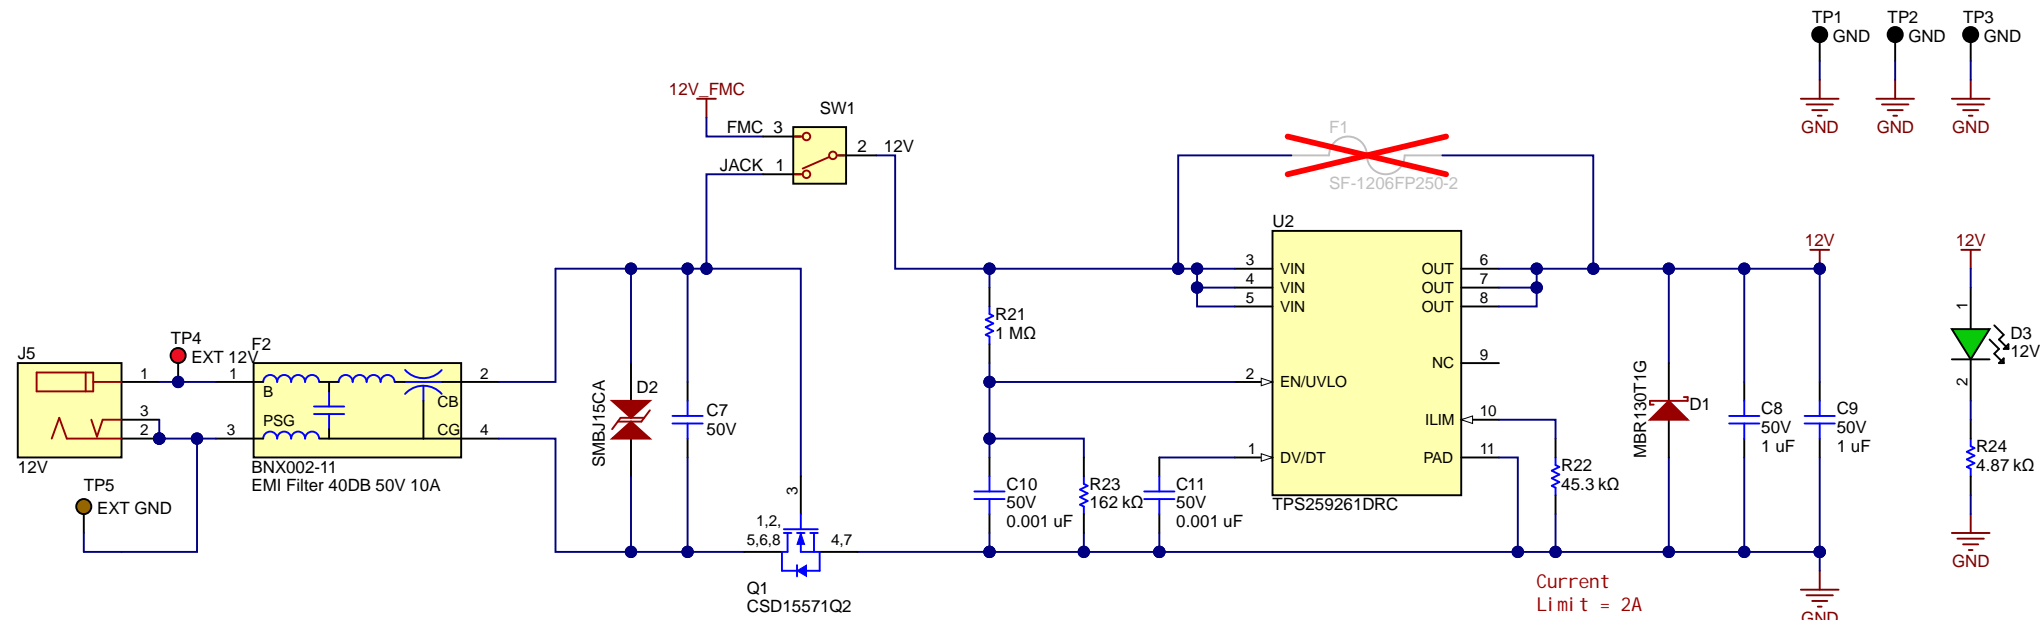 TP1
GND
TP2
GND
TP3
GND
GND
GND
GND
12V_FMC
SW1
FMC
3
JACK
1
2
12V
F1
SF-1206FP250-2
U2
3
VIN
4
VIN
5
VIN
2
EN/UVLO
1
DV/DT
OUT
6
OUT
7
OUT
8
NC
9
ILIM
10
PAD
11
TPS259261DRC
J5
1
3
2
12V
TP4
EXT 12V
TP5
EXT GND
F2
1
B
PSG
3
CB
2
CG
4
BNX002-11
EMI Filter 40DB 50V 10A
SMBJ15CA
D2
C7
50V
3
1,2,
5,6,8
4,7
Q1
CSD15571Q2
R21
1 MΩ
C10
50V
0.001 uF
R23
162 kΩ
C11
50V
0.001 uF
R22
45.3 kΩ
MBR130T1G
D1
C8
50V
1 uF
12V
C9
50V
1 uF
Current
Limit = 2A
GND
12V
1
D3
12V
2
R24
4.87 kΩ
GND